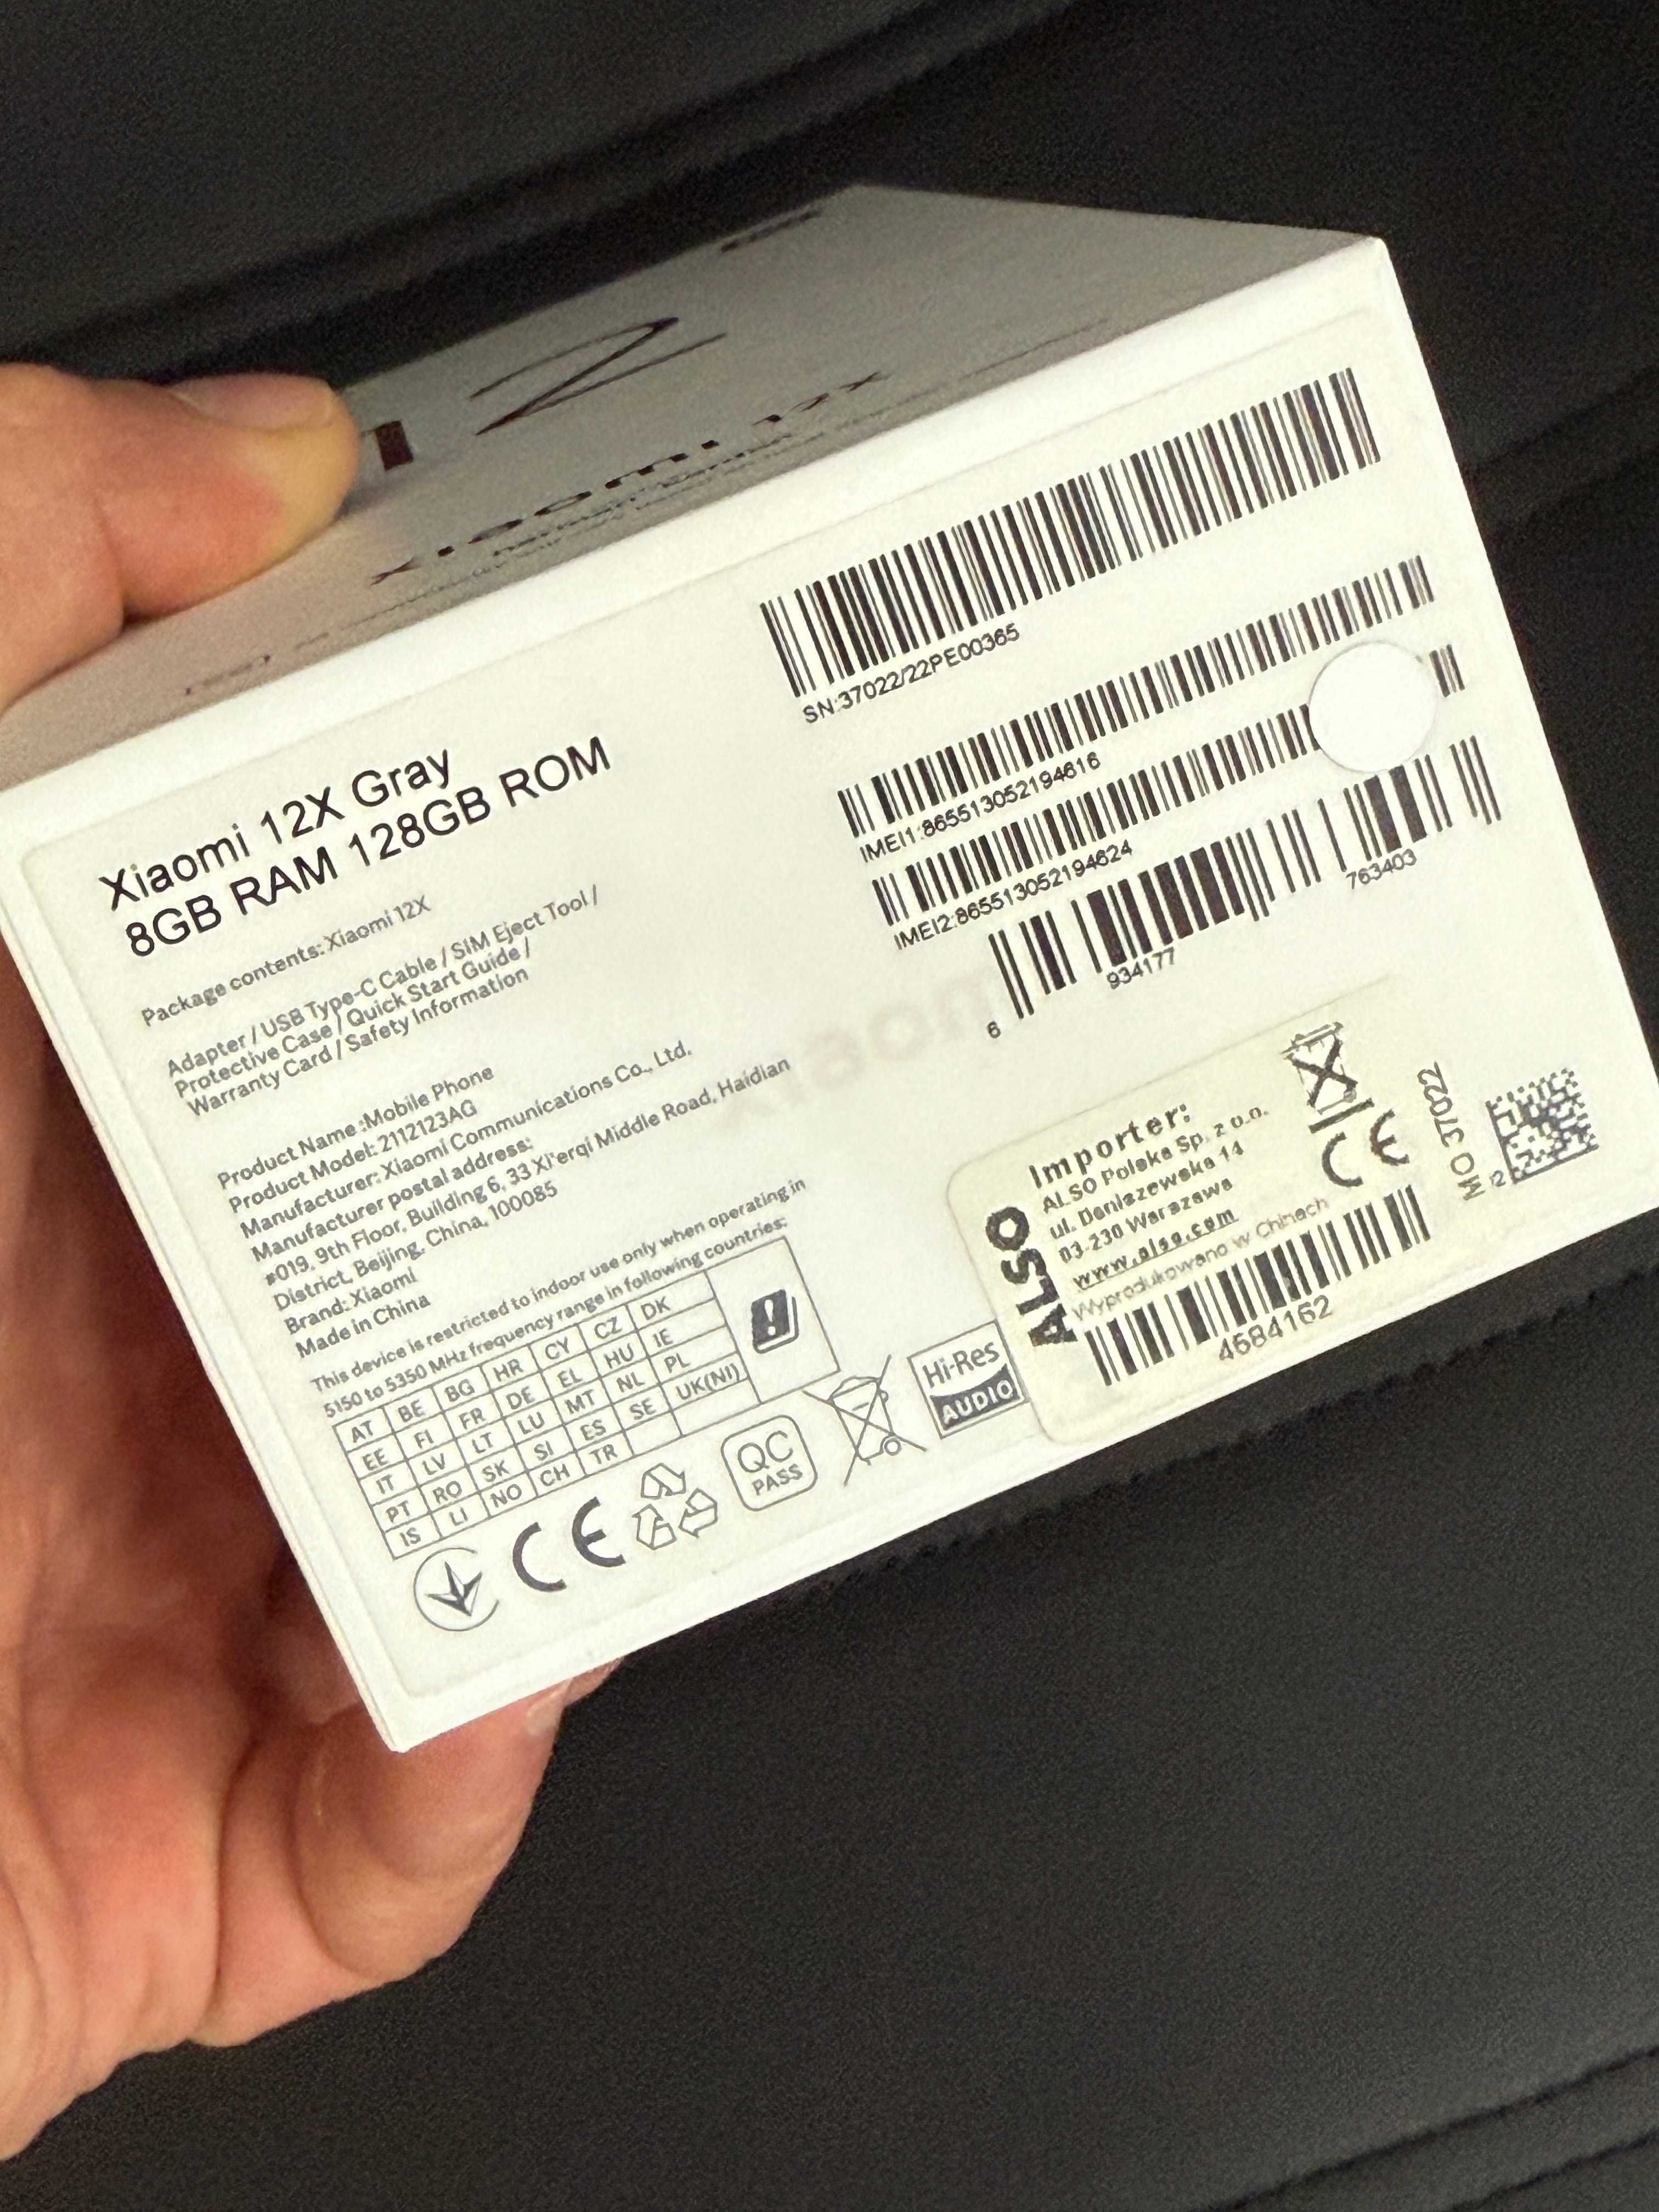 12
xiaomi 12x
Xiaomi 12X Gray
8GB RAM 128GB ROM
Package contents: Xiaomi 12X
Adapter / USB Type-C Cable / SIM Eject Tool /
Protective Case / Quick Start Guide /
Warranty Card / Safety Information
Product Name:Mobile Phone
Product Model: 2112123AG
Manufacturer: Xiaomi Communications Co., Ltd.
Manufacturer postal address:
#019, 9th Floor, Building 6, 33 Xi'erqi Middle Road, Haidian
District, Beijing, China, 100085
Brand: Xiaomi
Made in China
This device is restricted to indoor use only when operating in
5150 to 5350 MHz frequency range in following countries:
AT BE BG HR CY CZ DK
EE FI FR DE EL HU IE
IT LV LT LU MT NL PL
PT RO SK SI ES SE UK(NI)
IS LI NO CH TR
CE
QC
PASS
Hi-Res
AUDIO
SN:37022/22PE00365
IMEI1:865513052194616
IMEI2:865513052194624
6 934177 763403
ALSO
Importer:
ALSO Polska Sp. z o.o.
ul. Daniszewska 14
03-230 Warszawa
www.also.com
Wyprodukowano w Chinach
4684162
CE
MO 37022
2